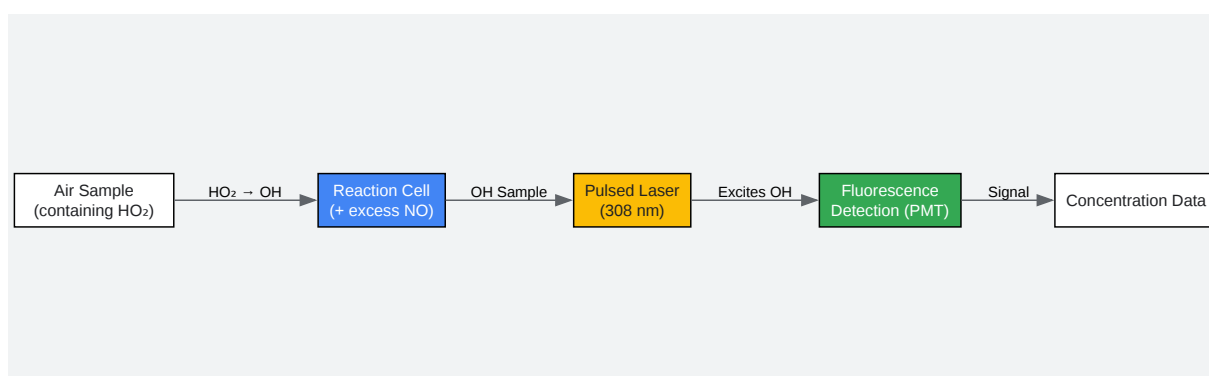 Air Sample
(containing HO₂)
HO₂ → OH
Reaction Cell
(+ excess NO)
OH Sample
Pulsed Laser
(308 nm)
Excites OH
Fluorescence
Detection (PMT)
Signal
Concentration Data